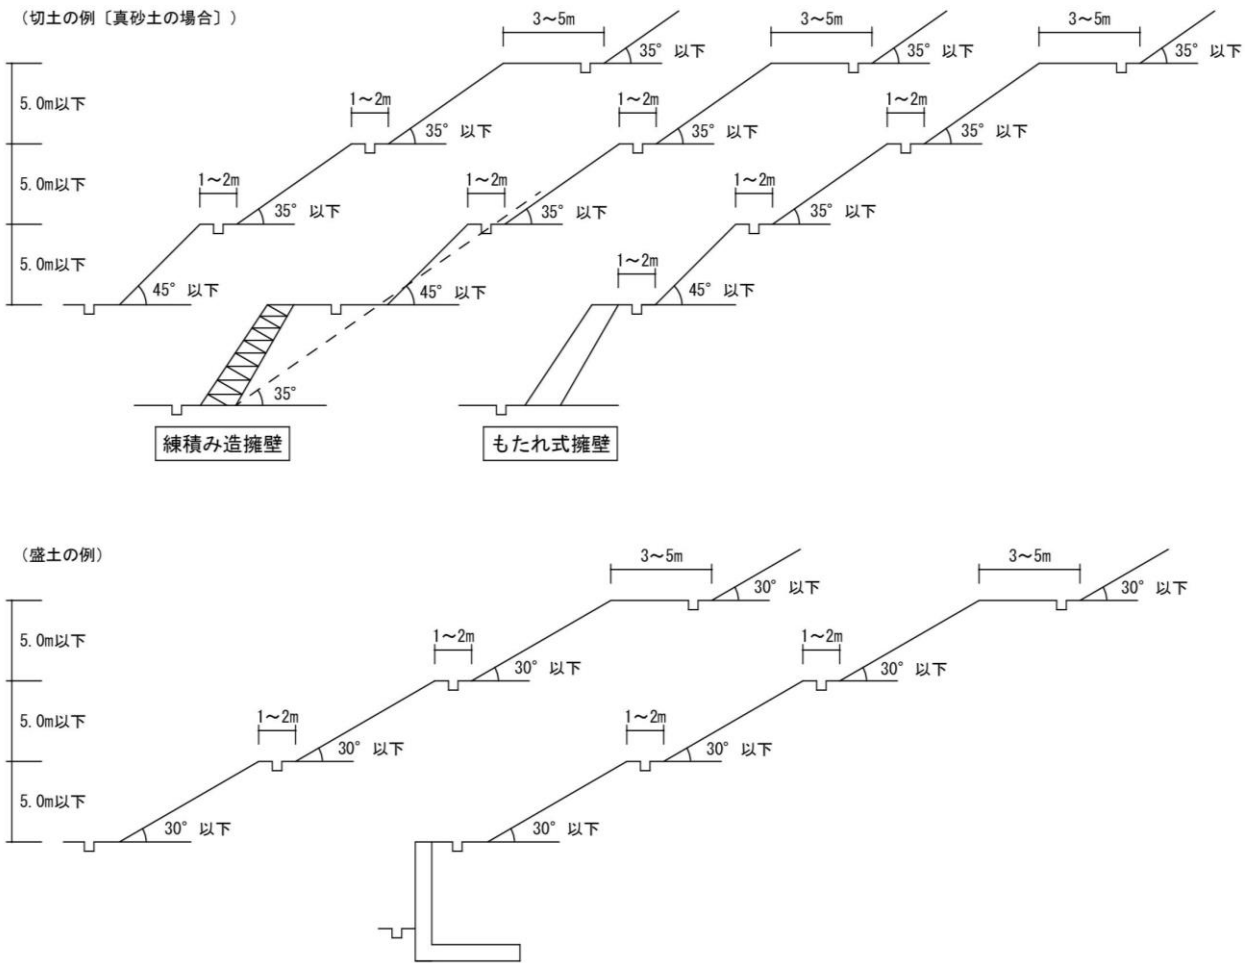 (切土の例〔真砂土の場合〕)
3～5m
3～5m
3～5m
35° 以下
35° 以下
35° 以下
5.0m以下
1～2m
1～2m
1～2m
35° 以下
35° 以下
35° 以下
5.0m以下
1～2m
1～2m
1～2m
35° 以下
35° 以下
35° 以下
5.0m以下
1～2m
45° 以下
45° 以下
45° 以下
35°
練積み造擁壁
もたれ式擁壁
(盛土の例)
3～5m
3～5m
30° 以下
30° 以下
5.0m以下
1～2m
1～2m
30° 以下
30° 以下
5.0m以下
1～2m
1～2m
30° 以下
30° 以下
5.0m以下
30° 以下
30° 以下